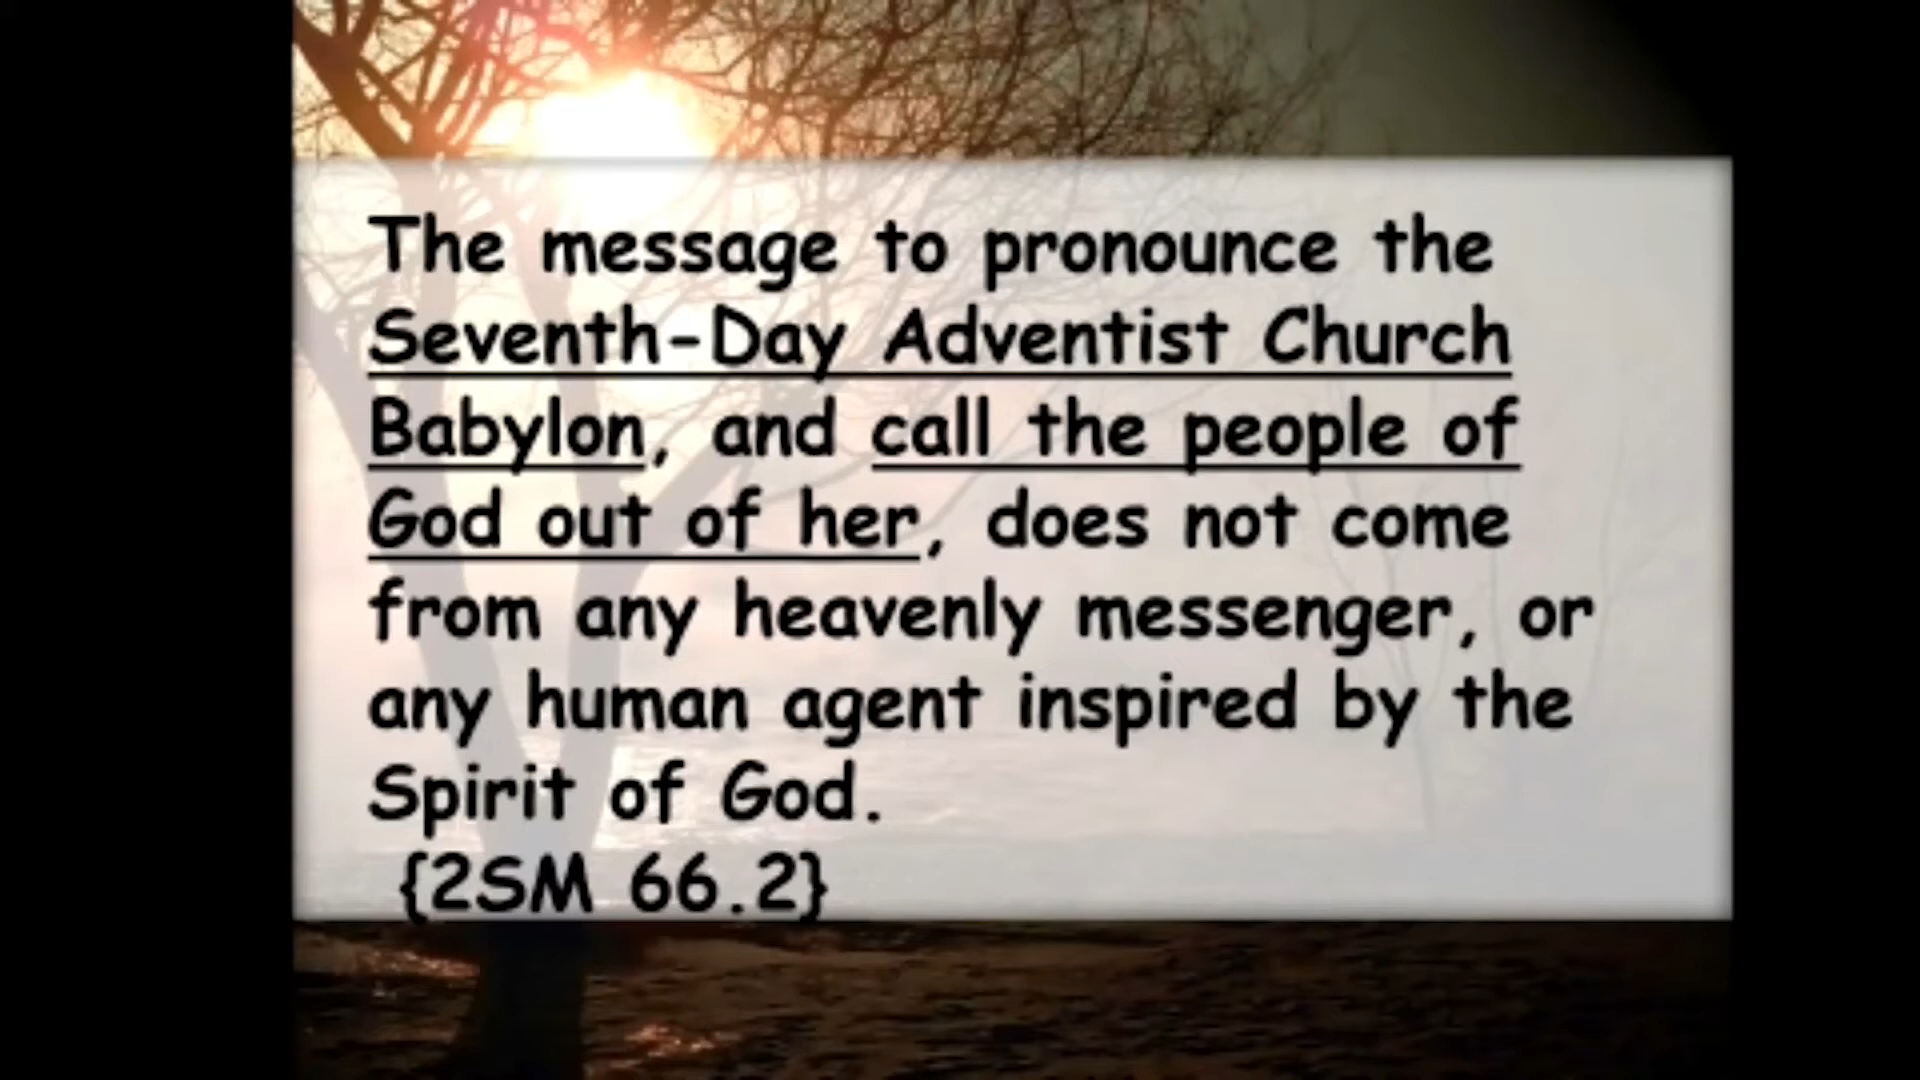 The message to pronounce the
Seventh-Day Adventist Church
Babylon, and call the people of
God out of her, does not come
from any heavenly messenger, or
any human agent inspired by the
Spirit of God.
{2SM 66.2}